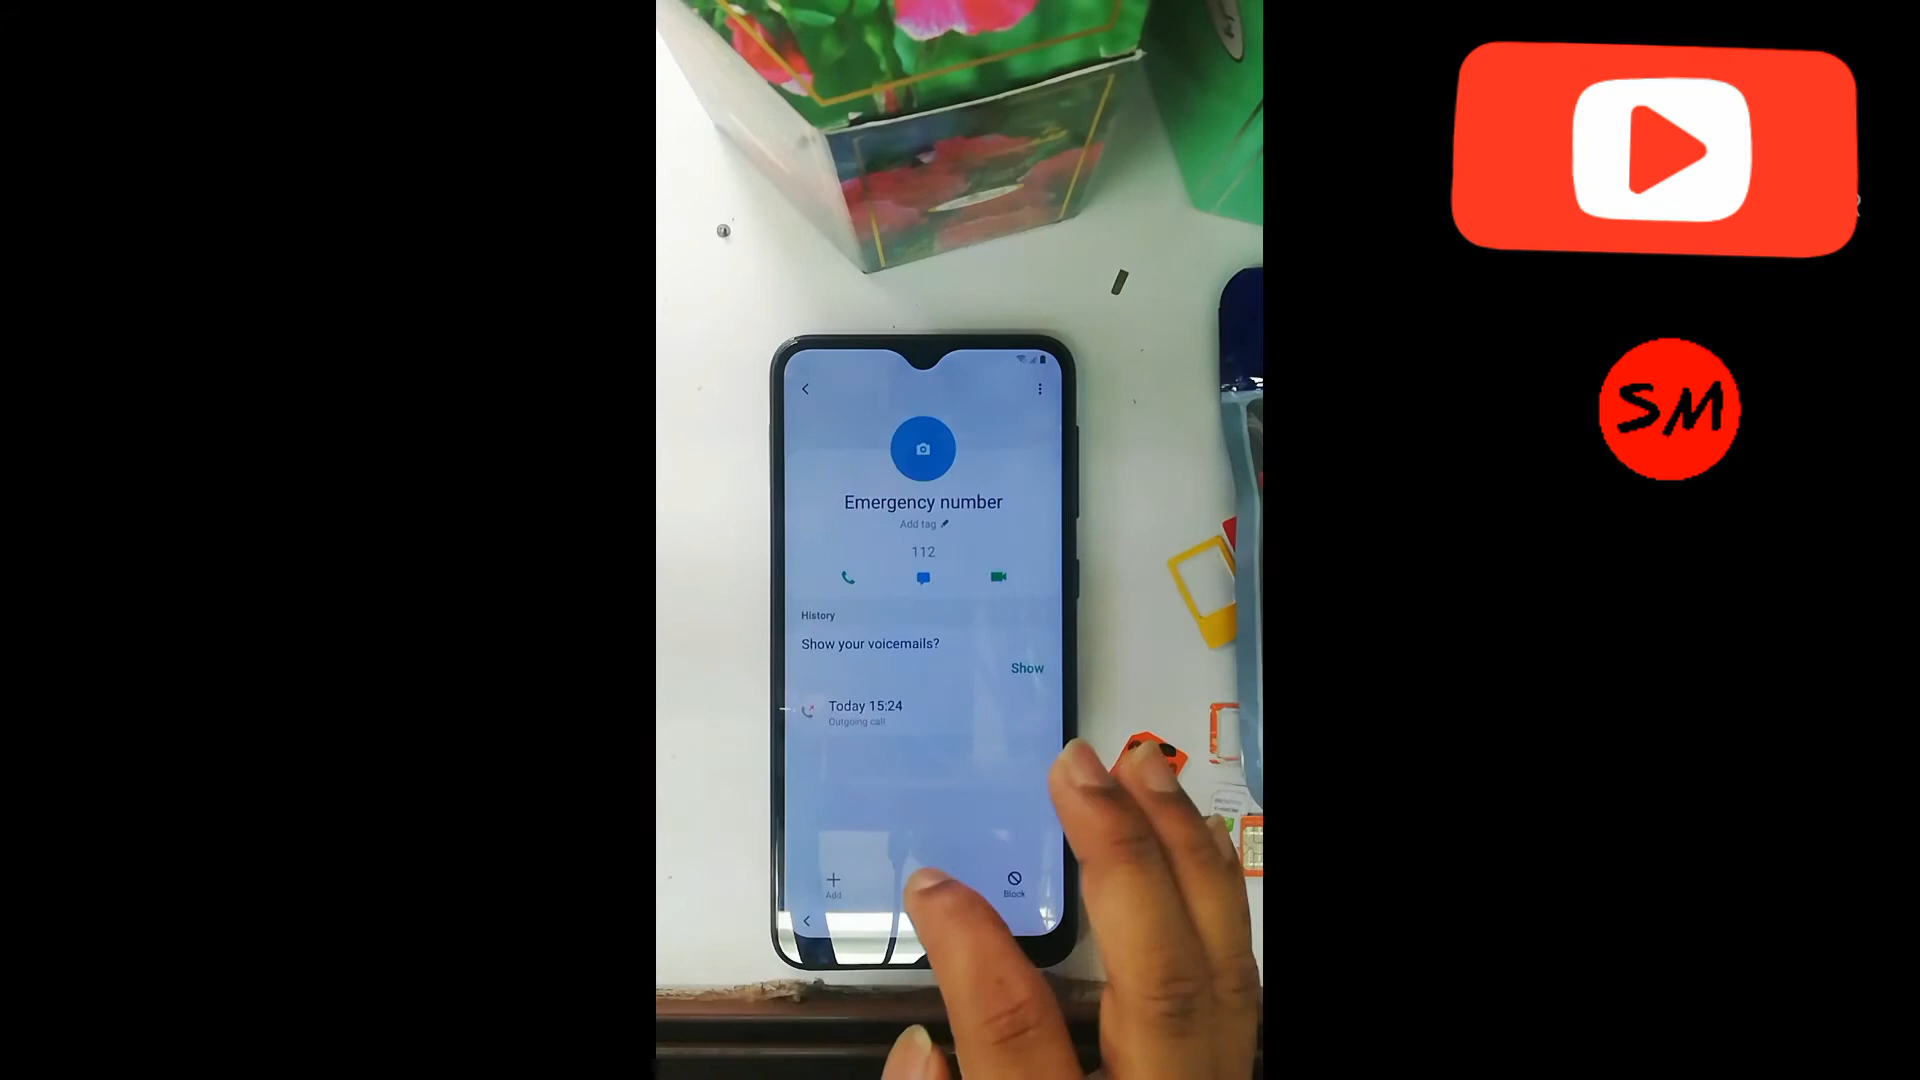 SM
Emergency number
Add tag
112
History
Show your voicemails?
Show
Today 15:24
Outgoing call
Add
Block